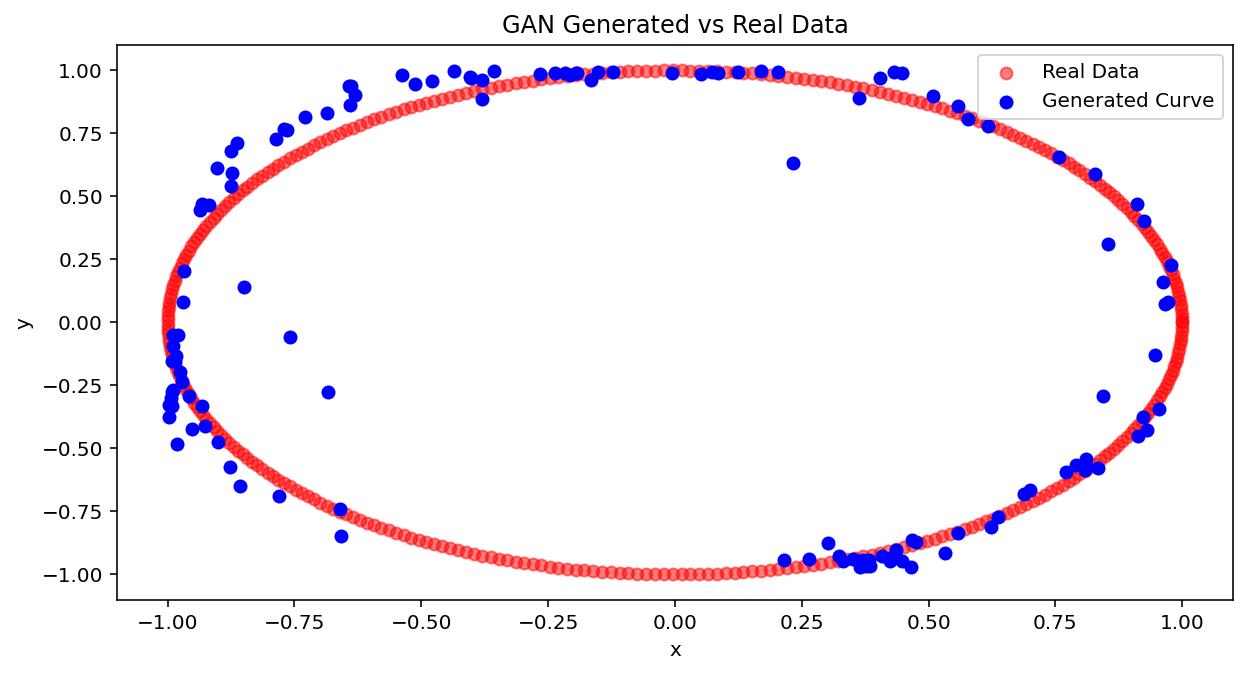 GAN Generated vs Real Data
Real Data
Generated Curve
1.00
0.75
0.50
0.25
0.00
−0.25
−0.50
−0.75
−1.00
y
−1.00 −0.75 −0.50 −0.25 0.00 0.25 0.50 0.75 1.00
x